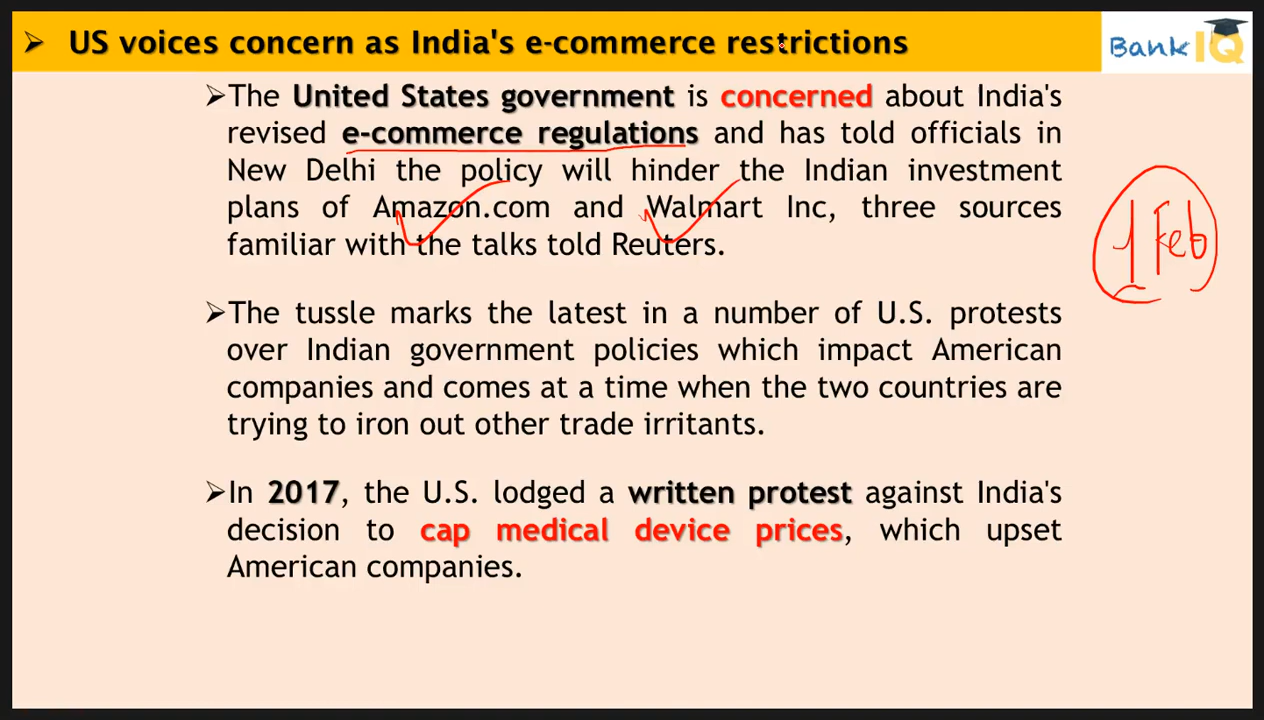 US voices concern as India's e-commerce restrictions
Bank IQ
The United States government is concerned about India's
revised e-commerce regulations and has told officials in
New Delhi the policy will hinder the Indian investment
plans of Amazon.com and Walmart Inc, three sources
familiar with the talks told Reuters.
1 Feb
The tussle marks the latest in a number of U.S. protests
over Indian government policies which impact American
companies and comes at a time when the two countries are
trying to iron out other trade irritants.
In 2017, the U.S. lodged a written protest against India's
decision to cap medical device prices, which upset
American companies.